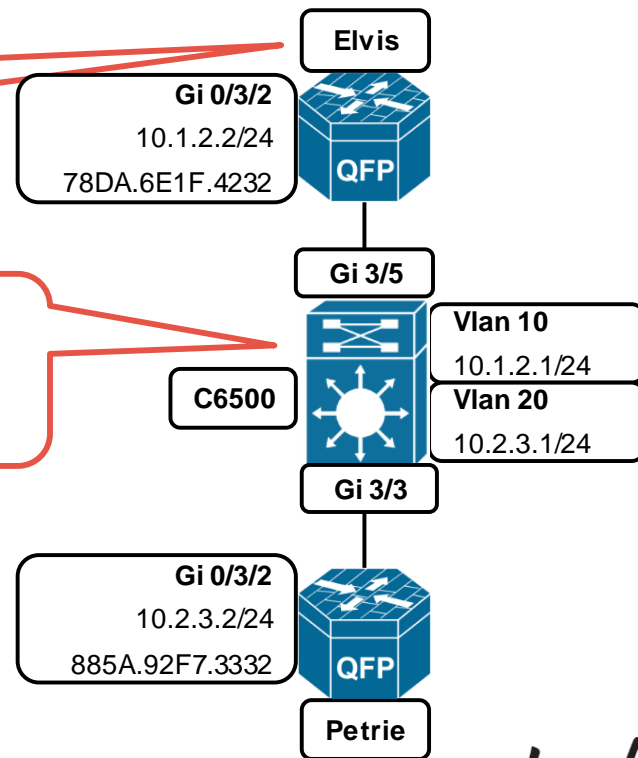 Elvis
Gi 0/3/2
10.1.2.2/24
78DA.6E1F.4232
QFP
Gi 3/5
Vlan 10
10.1.2.1/24
C6500
Vlan 20
10.2.3.1/24
Gi 3/3
Gi 0/3/2
10.2.3.2/24
885A.92F7.3332
QFP
Petrie